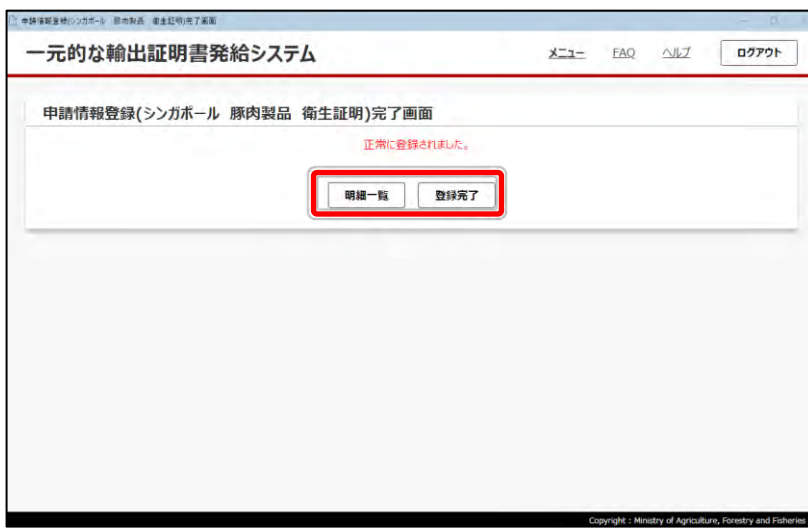 申請情報登録(シンガポール 豚肉製品 衛生証明)完了画面
一元的な輸出証明書発給システム
メニュー FAQ ヘルプ ログアウト
申請情報登録(シンガポール 豚肉製品 衛生証明)完了画面
正常に登録されました。
明細一覧 登録完了
Copyright : Ministry of Agriculture, Forestry and Fisheries